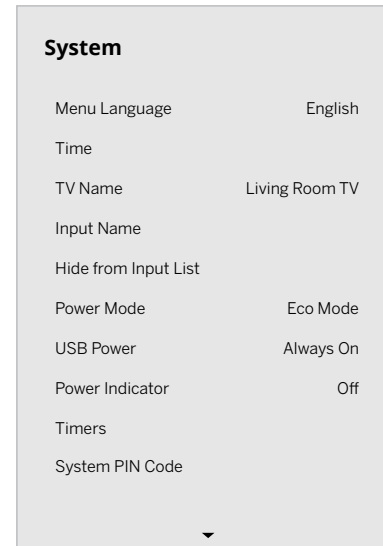 System
Menu Language English
Time
TV Name Living Room TV
Input Name
Hide from Input List
Power Mode Eco Mode
USB Power Always On
Power Indicator Off
Timers
System PIN Code